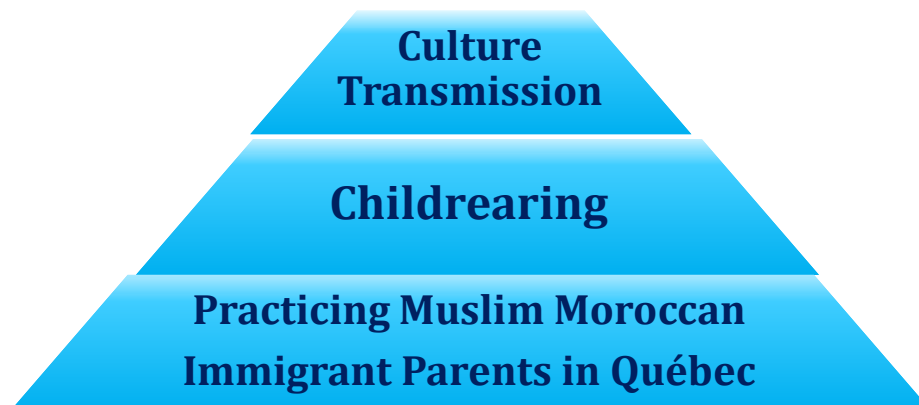 Culture
Transmission
Childrearing
Practicing Muslim Moroccan
Immigrant Parents in Québec